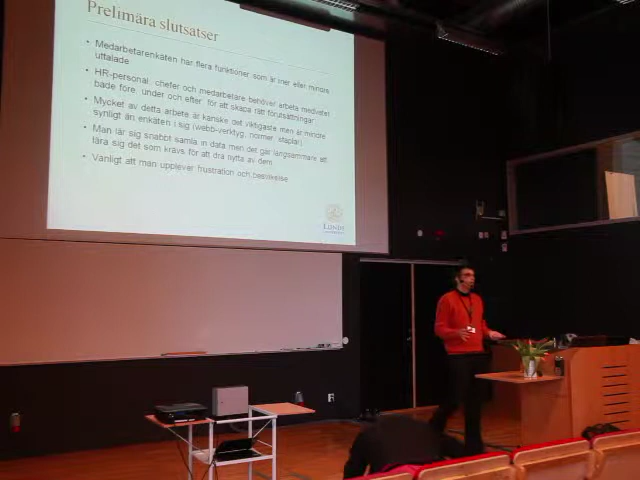 Prelimära slutsatser
• Medarbetarenkäten har flera funktioner som är mer eller mindre
uttalade
• HR-personal chefer och medarbetare behöver arbeta medvetet
både före, under och efter för att skapa rätt förutsättningar
• Mycket av detta arbete är kanske det viktigaste men är mindre
synligt än enkäten i sig (webb-verktyg, normer, staplar)
• Man lär sig snabbt samla in data men det går långsammare att
lära sig det som krävs för att dra nytta av dem
• Vanligt att man upplever frustration och besvikelse
LUNDS